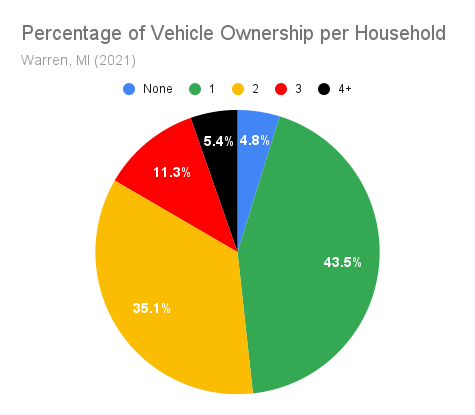 Percentage of Vehicle Ownership per Household
Warren, MI (2021)
None 1 2 3 4+
5.4% 4.8%
11.3%
43.5%
35.1%